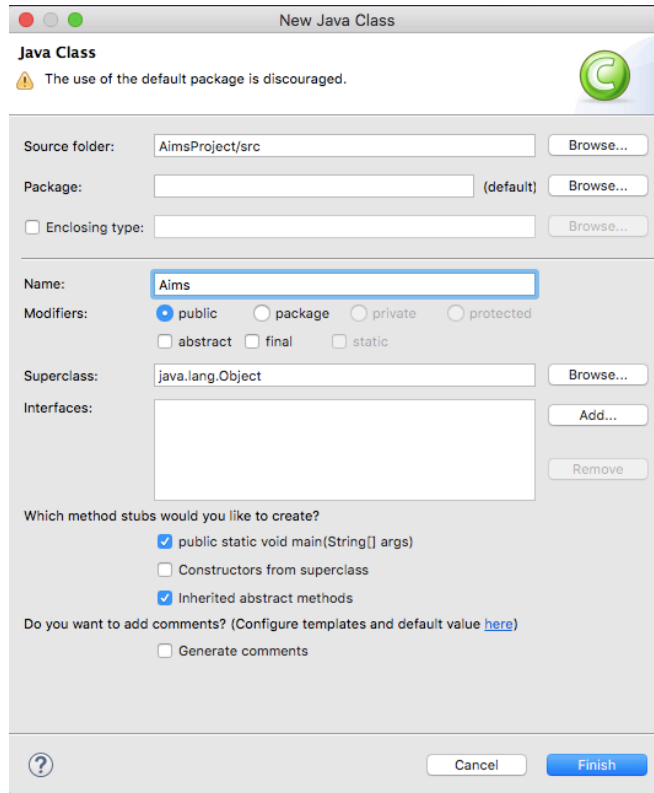 New Java Class
Java Class
The use of the default package is discouraged.
C
Source folder: AimsProject/src Browse...
Package: (default) Browse...
Enclosing type: Browse...
Name: Aims
Modifiers: public package private protected
abstract final static
Superclass: java.lang.Object Browse...
Interfaces: Add...
Remove
Which method stubs would you like to create?
public static void main(String[] args)
Constructors from superclass
Inherited abstract methods
Do you want to add comments? (Configure templates and default value here)
Generate comments
? Cancel Finish